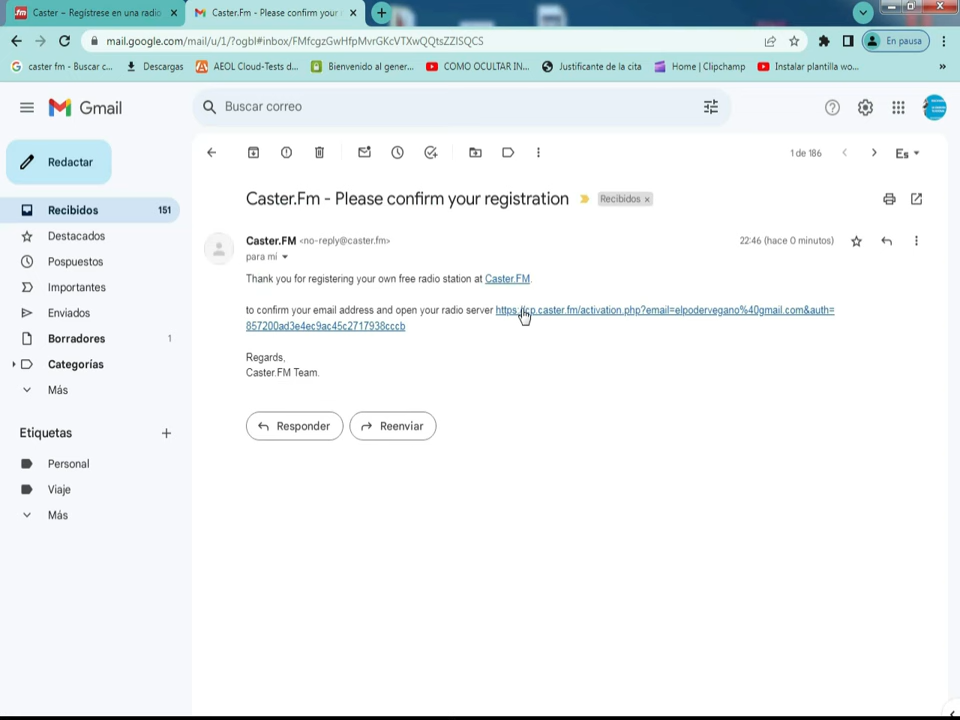 Caster – Regístrese en una radio
Caster.Fm - Please confirm your
mail.google.com/mail/u/1/?ogbl#inbox/FMfcgzGwHfpMvrGKcVTXwQQtsZZISQCS
En pausa
caster fm - Buscar c...
Descargas
AEOL Cloud-Tests d...
Bienvenido al gener...
COMO OCULTAR IN...
Justificante de la cita
Home | Clipchamp
Instalar plantilla wo...
»
Gmail
Buscar correo
Redactar
1 de 186
Es
Recibidos 151
Destacados
Pospuestos
Importantes
Enviados
Borradores 1
Categorías
Más
Etiquetas
Personal
Viaje
Más
Caster.Fm - Please confirm your registration
Recibidos x
Caster.FM <no-reply@caster.fm>
22:46 (hace 0 minutos)
para mí
Thank you for registering your own free radio station at Caster.FM.
to confirm your email address and open your radio server https://cp.caster.fm/activation.php?email=elpodervegano%40gmail.com&auth=
857200ad3e4ec9ac45c2717938cccb
Regards,
Caster.FM Team.
Responder
Reenviar